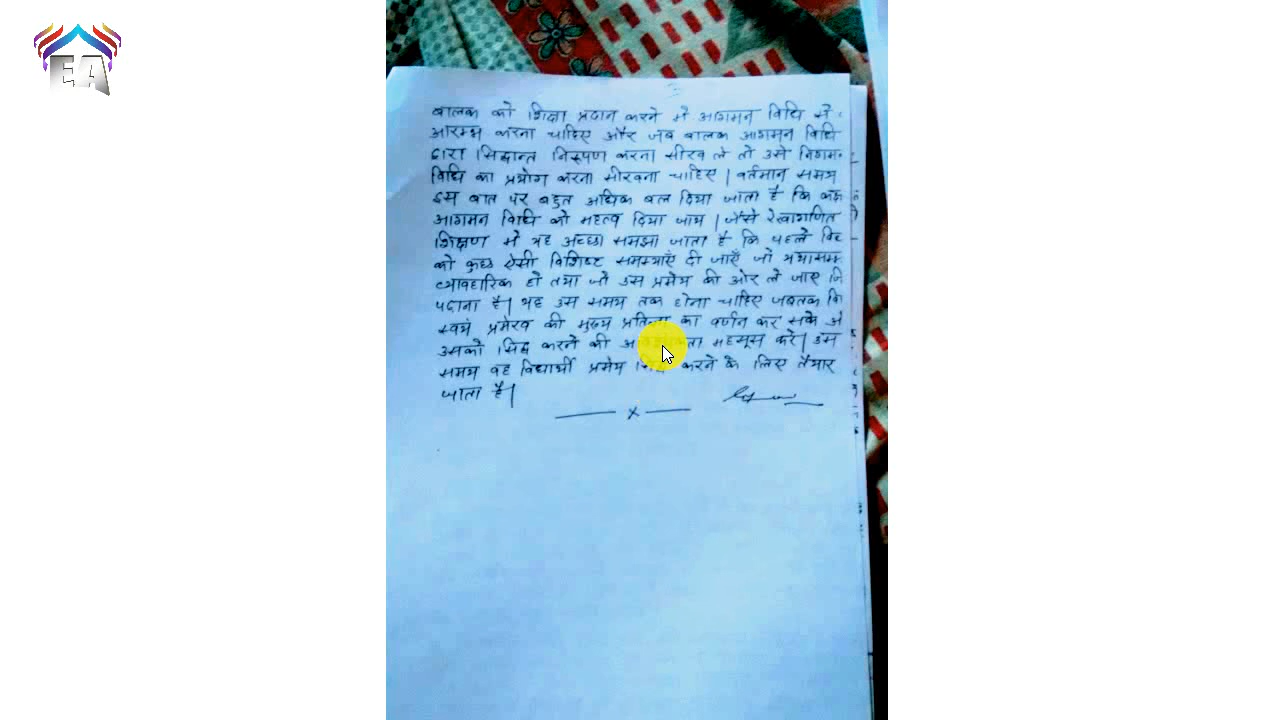 EA
बालक को शिक्षा प्रदान करने में आगमन विधि से
आरम्भ करना चाहिए और जब बालक आगमन विधि
द्वारा सिद्धान्त निरूपण करना सीख ले तो उसे निगमन
विधि का प्रयोग करना सीखना चाहिए | वर्तमान समय
इस बात पर बहुत अधिक बल दिया जाता है कि
आगमन विधि को महत्व दिया जाय | जैसे रेखागणित
शिक्षण में यह अच्छा समझा जाता है कि पहले
को कुछ ऐसी विशिष्ट समस्याएँ दी जाएँ जो
व्यावहारिक हो तथा जो उस प्रमेय की ओर ले जाए
पढाना है| यह उस समय तक होना चाहिए जबतक कि
स्वयं प्रमेय की मुख्य प्रतिज्ञा का वर्णन कर सके
उसको सिद्ध करने की महसूस करे| उस
समय वह विद्यार्थी प्रमेय सिद्ध करने के लिए तैयार
जाता है|